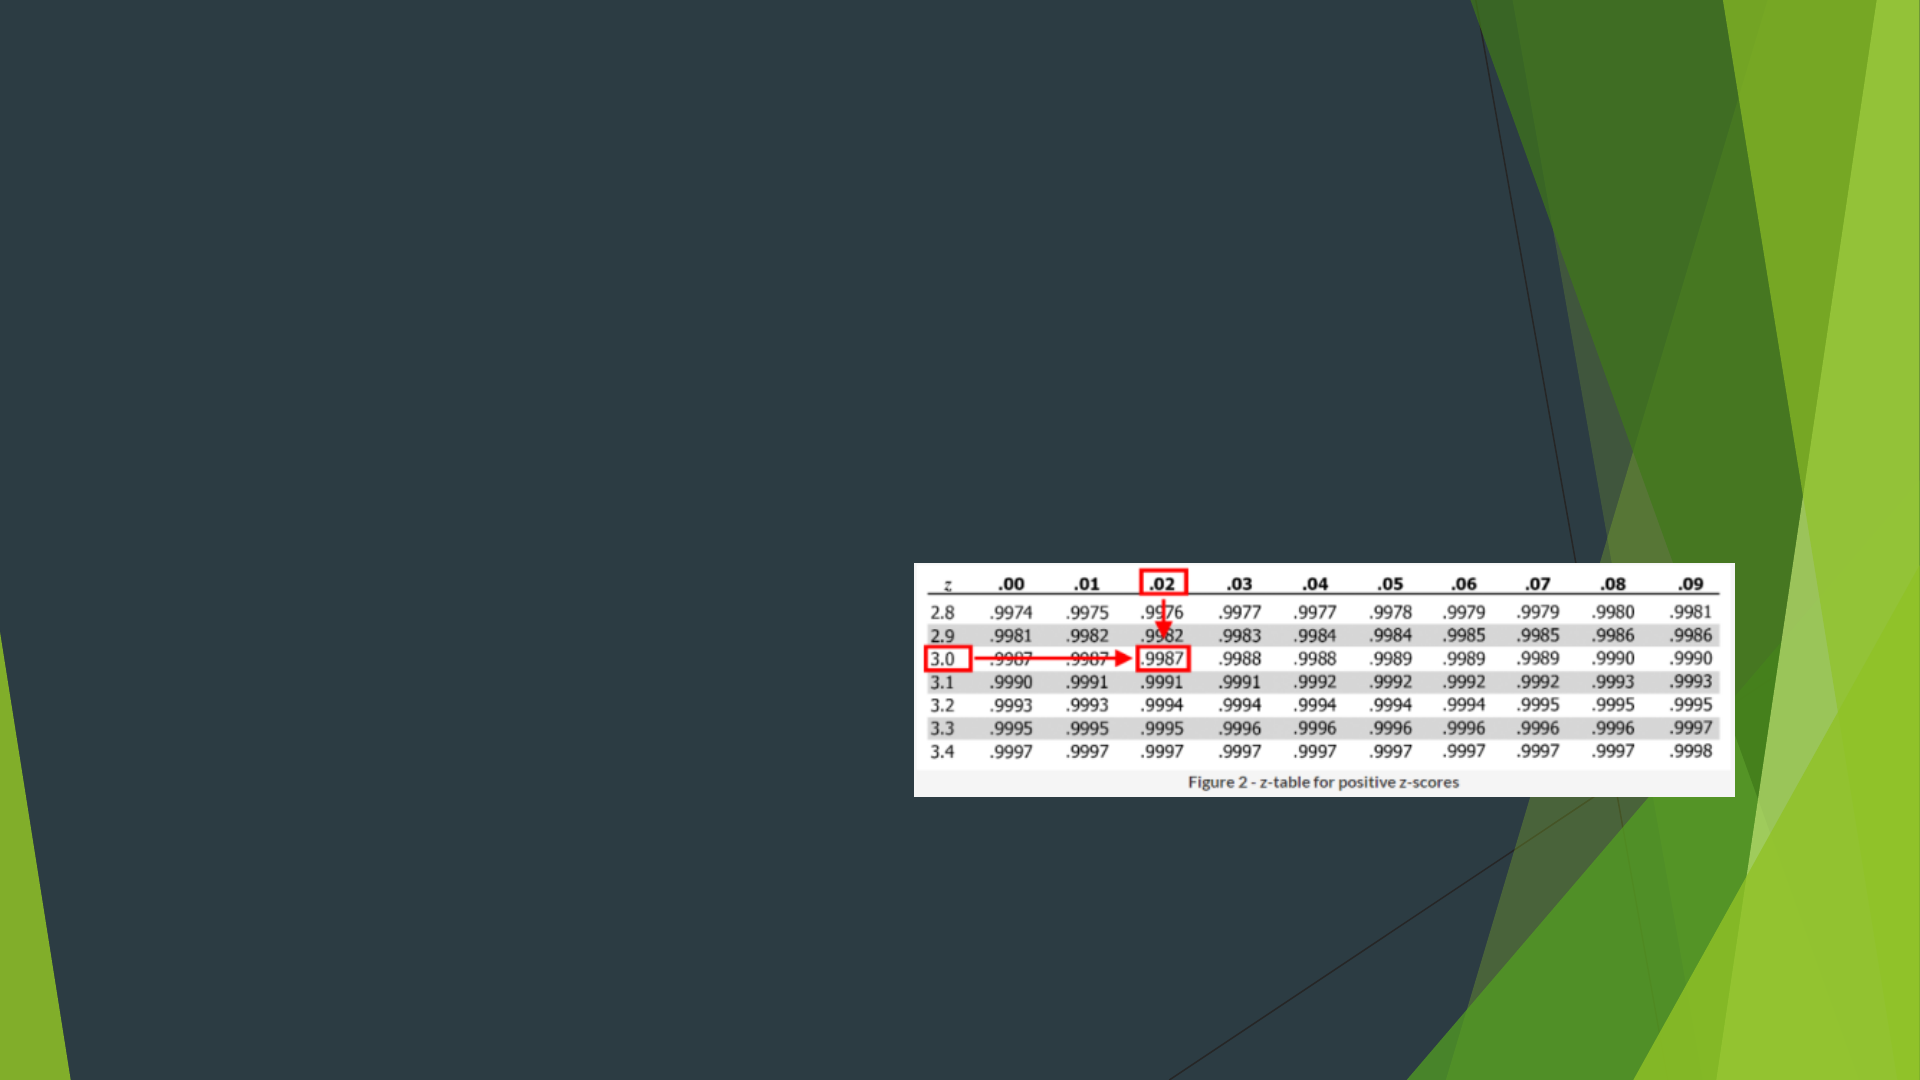 z .00 .01 .02 .03 .04 .05 .06 .07 .08 .09
2.8 .9974 .9975 .9976 .9977 .9977 .9978 .9979 .9979 .9980 .9981
2.9 .9981 .9982 .9982 .9983 .9984 .9984 .9985 .9985 .9986 .9986
3.0 .9987 .9987 .9987 .9988 .9988 .9989 .9989 .9989 .9990 .9990
3.1 .9990 .9991 .9991 .9991 .9992 .9992 .9992 .9992 .9993 .9993
3.2 .9993 .9993 .9994 .9994 .9994 .9994 .9994 .9995 .9995 .9995
3.3 .9995 .9995 .9995 .9996 .9996 .9996 .9996 .9996 .9996 .9997
3.4 .9997 .9997 .9997 .9997 .9997 .9997 .9997 .9997 .9997 .9998
Figure 2 - z-table for positive z-scores